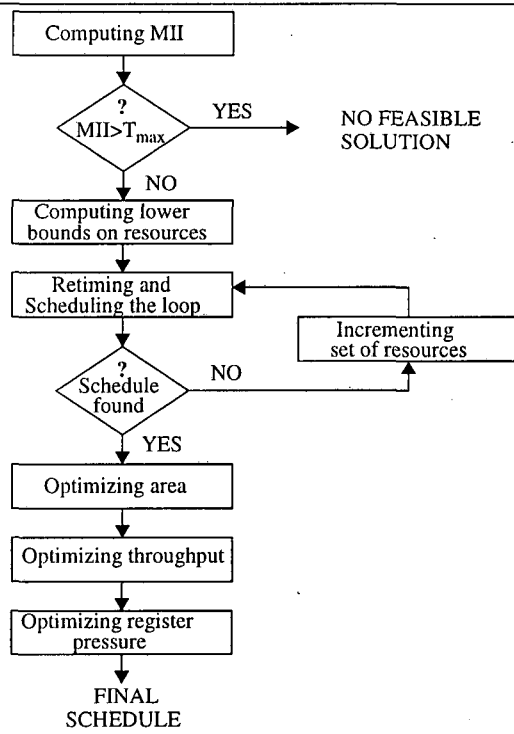 Computing MII
?
MII>Tmax
YES
NO FEASIBLE
SOLUTION
NO
Computing lower
bounds on resources
Retiming and
Scheduling the loop
Incrementing
set of resources
?
Schedule
found
NO
YES
Optimizing area
Optimizing throughput
Optimizing register
pressure
FINAL
SCHEDULE